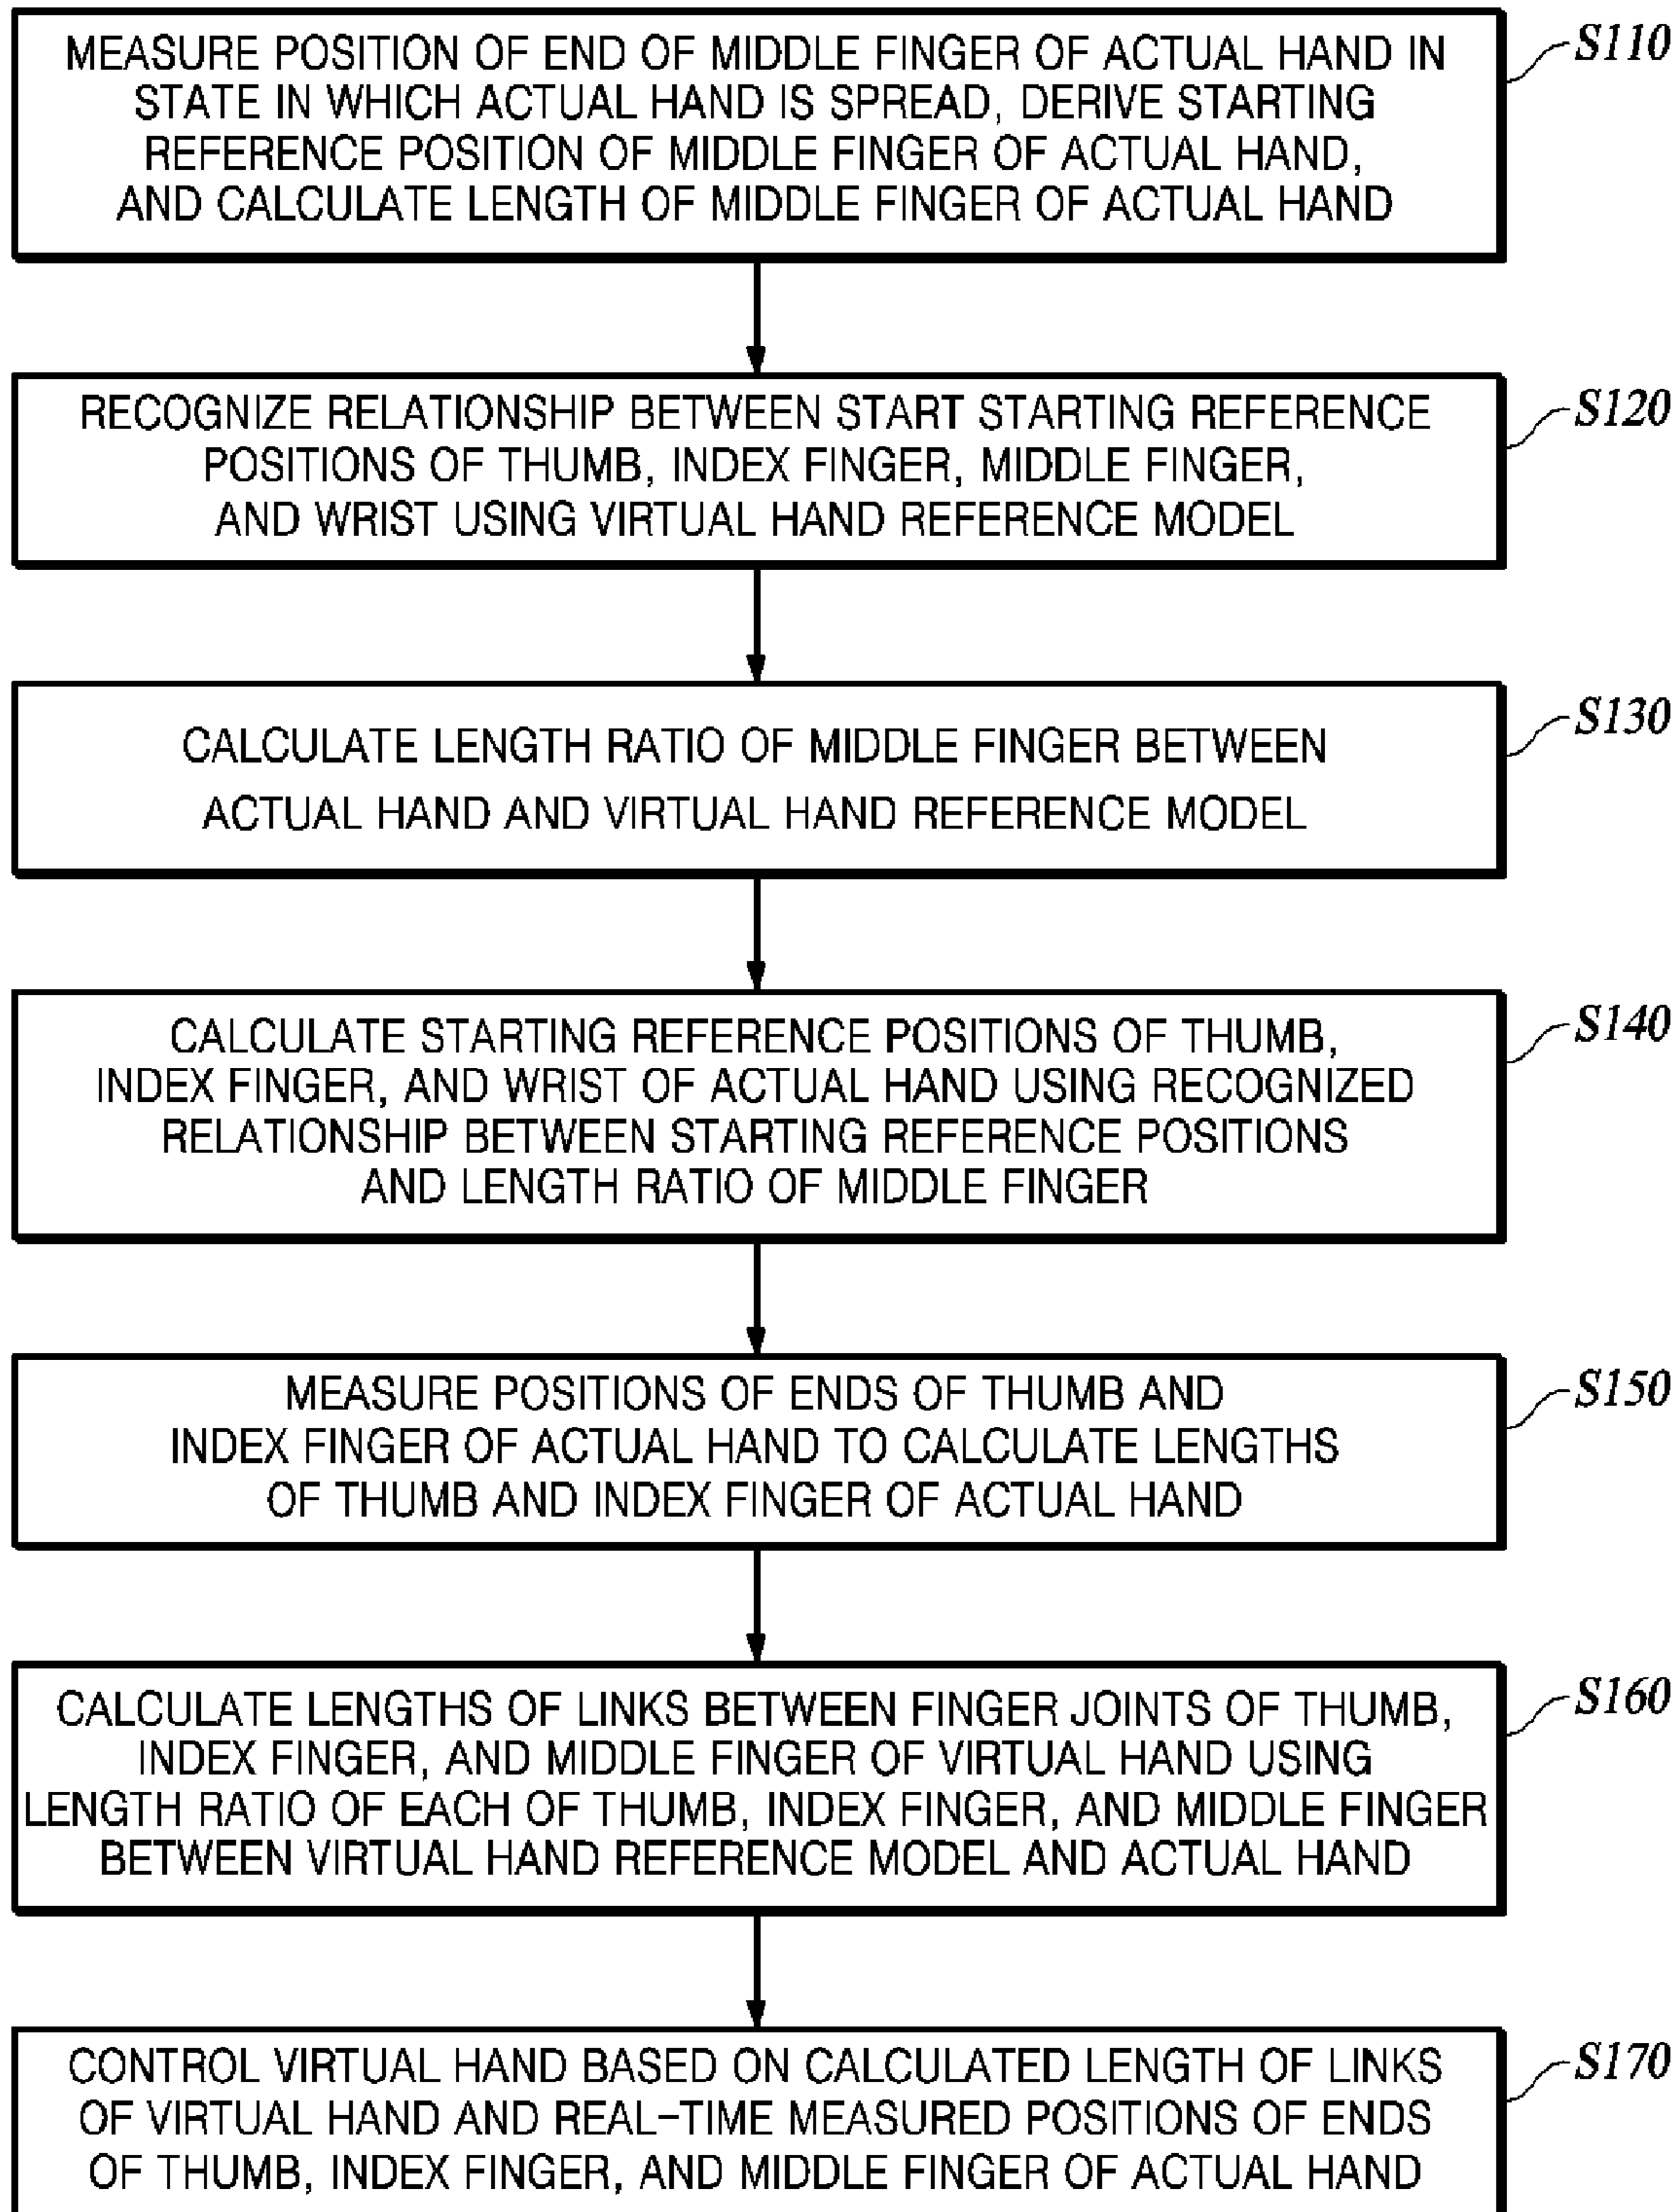 MEASURE POSITION OF END OF MIDDLE FINGER OF ACTUAL HAND IN
STATE IN WHICH ACTUAL HAND IS SPREAD, DERIVE STARTING
REFERENCE POSITION OF MIDDLE FINGER OF ACTUAL HAND,
AND CALCULATE LENGTH OF MIDDLE FINGER OF ACTUAL HAND
S110
RECOGNIZE RELATIONSHIP BETWEEN START STARTING REFERENCE
POSITIONS OF THUMB, INDEX FINGER, MIDDLE FINGER,
AND WRIST USING VIRTUAL HAND REFERENCE MODEL
S120
CALCULATE LENGTH RATIO OF MIDDLE FINGER BETWEEN
ACTUAL HAND AND VIRTUAL HAND REFERENCE MODEL
S130
CALCULATE STARTING REFERENCE POSITIONS OF THUMB,
INDEX FINGER, AND WRIST OF ACTUAL HAND USING RECOGNIZED
RELATIONSHIP BETWEEN STARTING REFERENCE POSITIONS
AND LENGTH RATIO OF MIDDLE FINGER
S140
MEASURE POSITIONS OF ENDS OF THUMB AND
INDEX FINGER OF ACTUAL HAND TO CALCULATE LENGTHS
OF THUMB AND INDEX FINGER OF ACTUAL HAND
S150
CALCULATE LENGTHS OF LINKS BETWEEN FINGER JOINTS OF THUMB,
INDEX FINGER, AND MIDDLE FINGER OF VIRTUAL HAND USING
LENGTH RATIO OF EACH OF THUMB, INDEX FINGER, AND MIDDLE FINGER
BETWEEN VIRTUAL HAND REFERENCE MODEL AND ACTUAL HAND
S160
CONTROL VIRTUAL HAND BASED ON CALCULATED LENGTH OF LINKS
OF VIRTUAL HAND AND REAL-TIME MEASURED POSITIONS OF ENDS
OF THUMB, INDEX FINGER, AND MIDDLE FINGER OF ACTUAL HAND
S170